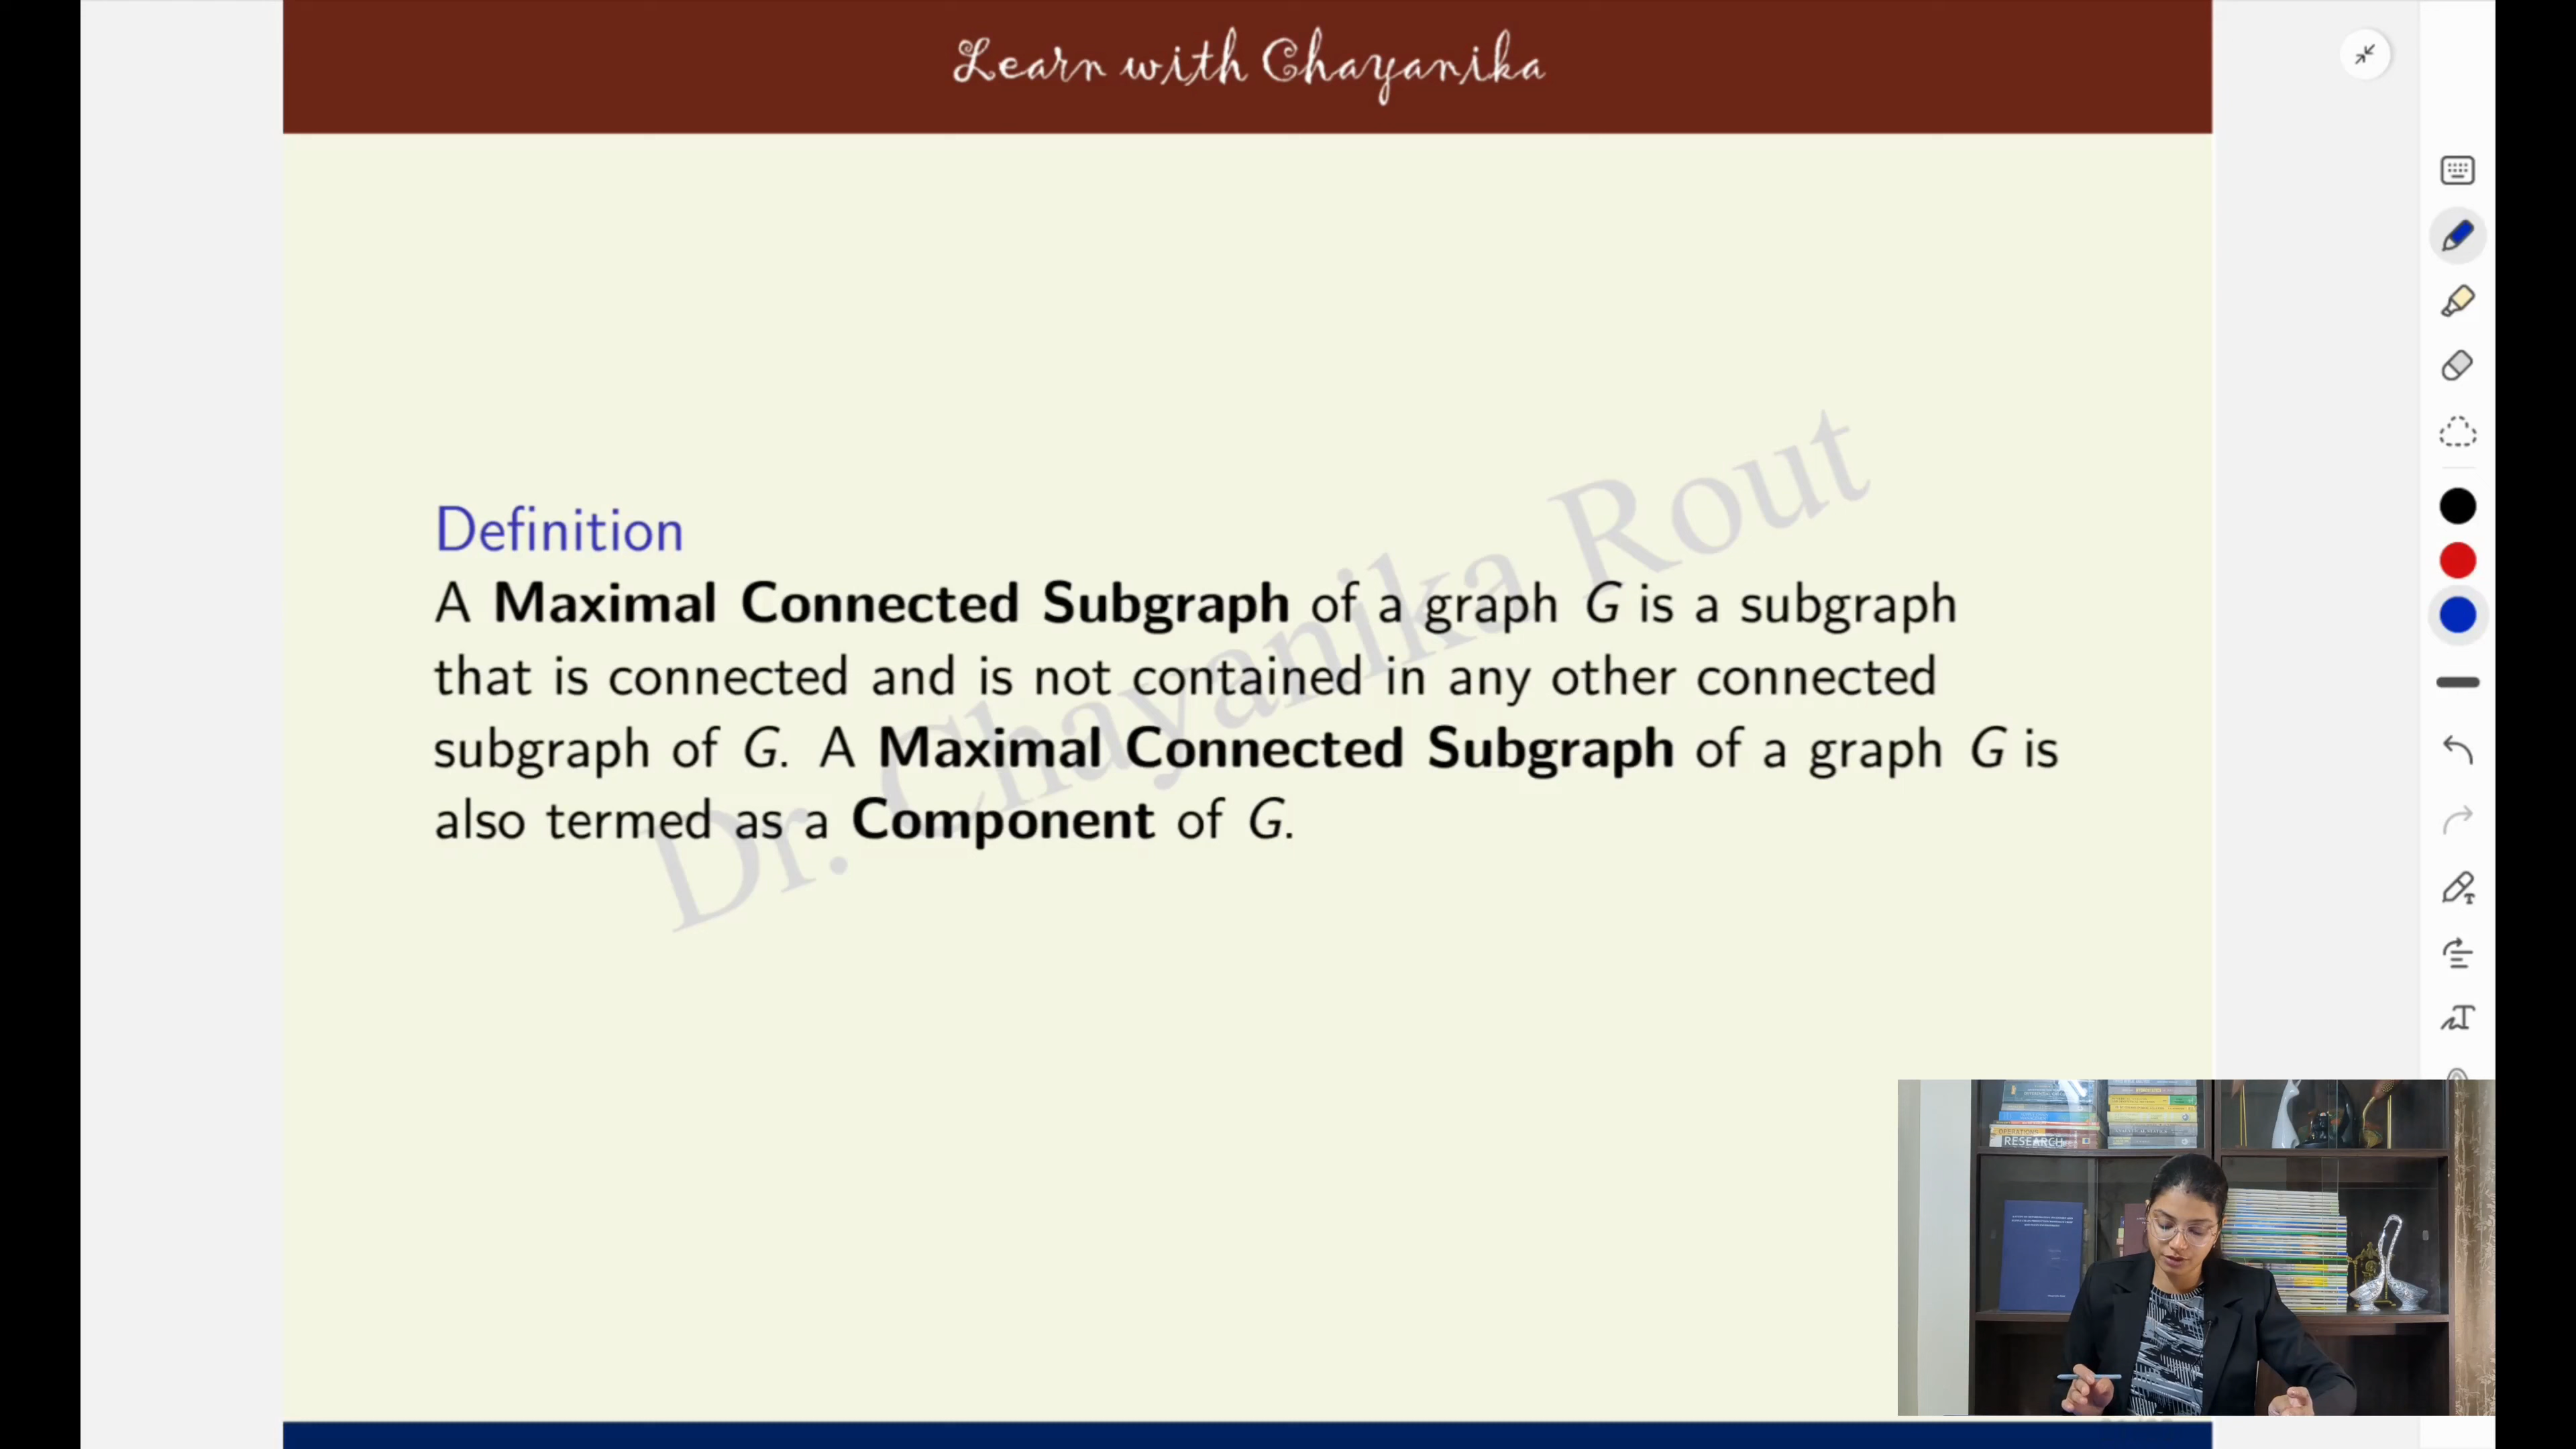 Learn with Chayanika
Definition
A Maximal Connected Subgraph of a graph G is a subgraph
that is connected and is not contained in any other connected
subgraph of G. A Maximal Connected Subgraph of a graph G is
also termed as a Component of G.
Dr. Chayanika Rout
OPERATIONS
RESEARCH